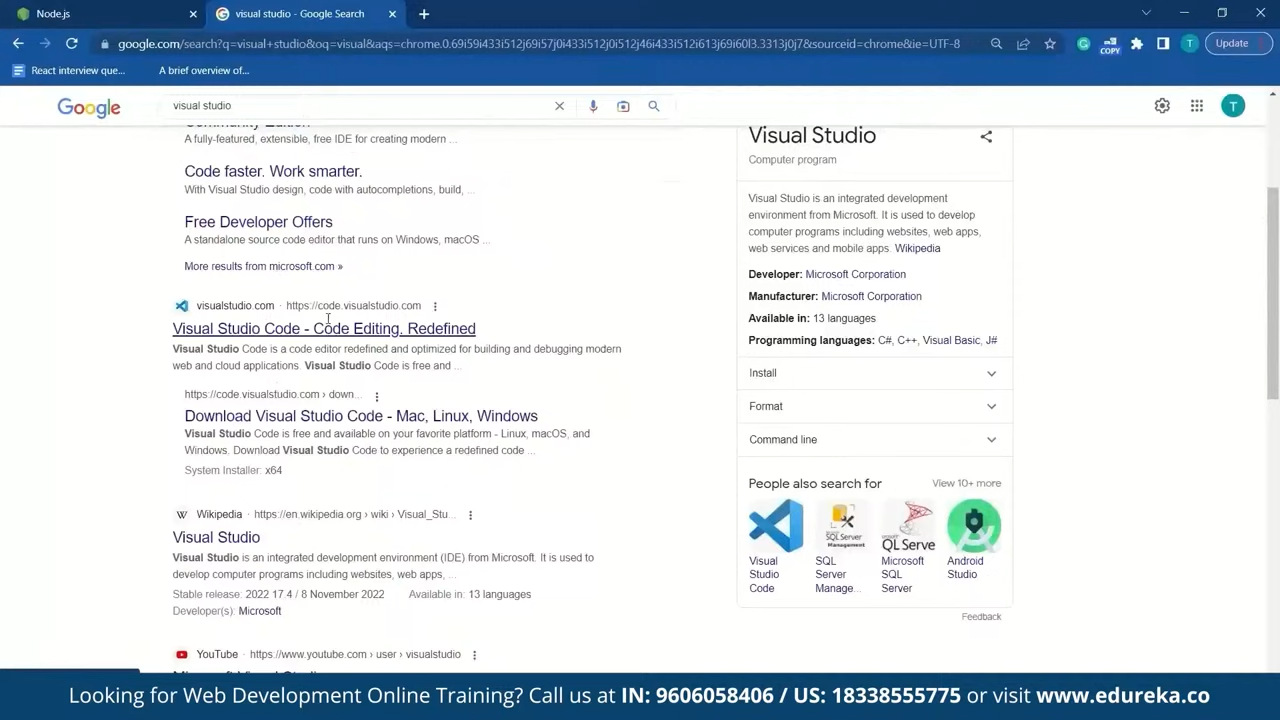 Node.js
visual studio - Google Search
google.com/search?q=visual+studio&oq=visual&aqs=chrome.0.69i59i433i512j69i57j0i433i512j0i512j46i433i512j69i60l3.3313j0j7&sourceid=chrome&ie=UTF-8
COPY
T
Update
React interview que...
A brief overview of...
Google
visual studio
T
Community Edition
A fully-featured, extensible, free IDE for creating modern ...
Code faster. Work smarter.
With Visual Studio design, code with autocompletions, build, ...
Free Developer Offers
A standalone source code editor that runs on Windows, macOS ...
More results from microsoft.com »
visualstudio.com · https://code.visualstudio.com
Visual Studio Code - Code Editing. Redefined
Visual Studio Code is a code editor redefined and optimized for building and debugging modern
web and cloud applications. Visual Studio Code is free and ...
https://code.visualstudio.com › down...
Download Visual Studio Code - Mac, Linux, Windows
Visual Studio Code is free and available on your favorite platform - Linux, macOS, and
Windows. Download Visual Studio Code to experience a redefined code ...
System Installer: x64
W Wikipedia · https://en.wikipedia.org › wiki › Visual_Stu...
Visual Studio
Visual Studio is an integrated development environment (IDE) from Microsoft. It is used to
develop computer programs including websites, web apps, ...
Stable release: 2022 17.4 / 8 November 2022 Available in: 13 languages
Developer(s): Microsoft
YouTube · https://www.youtube.com › user › visualstudio
Visual Studio
Computer program
Visual Studio is an integrated development
environment from Microsoft. It is used to develop
computer programs including websites, web apps,
web services and mobile apps. Wikipedia
Developer: Microsoft Corporation
Manufacturer: Microsoft Corporation
Available in: 13 languages
Programming languages: C#, C++, Visual Basic, J#
Install
Format
Command line
People also search for
View 10+ more
SQL Server
Management
QL Serve
Visual
Studio
Code
SQL
Server
Manage...
Microsoft
SQL
Server
Android
Studio
Feedback
Looking for Web Development Online Training? Call us at IN: 9606058406 / US: 18338555775 or visit www.edureka.co